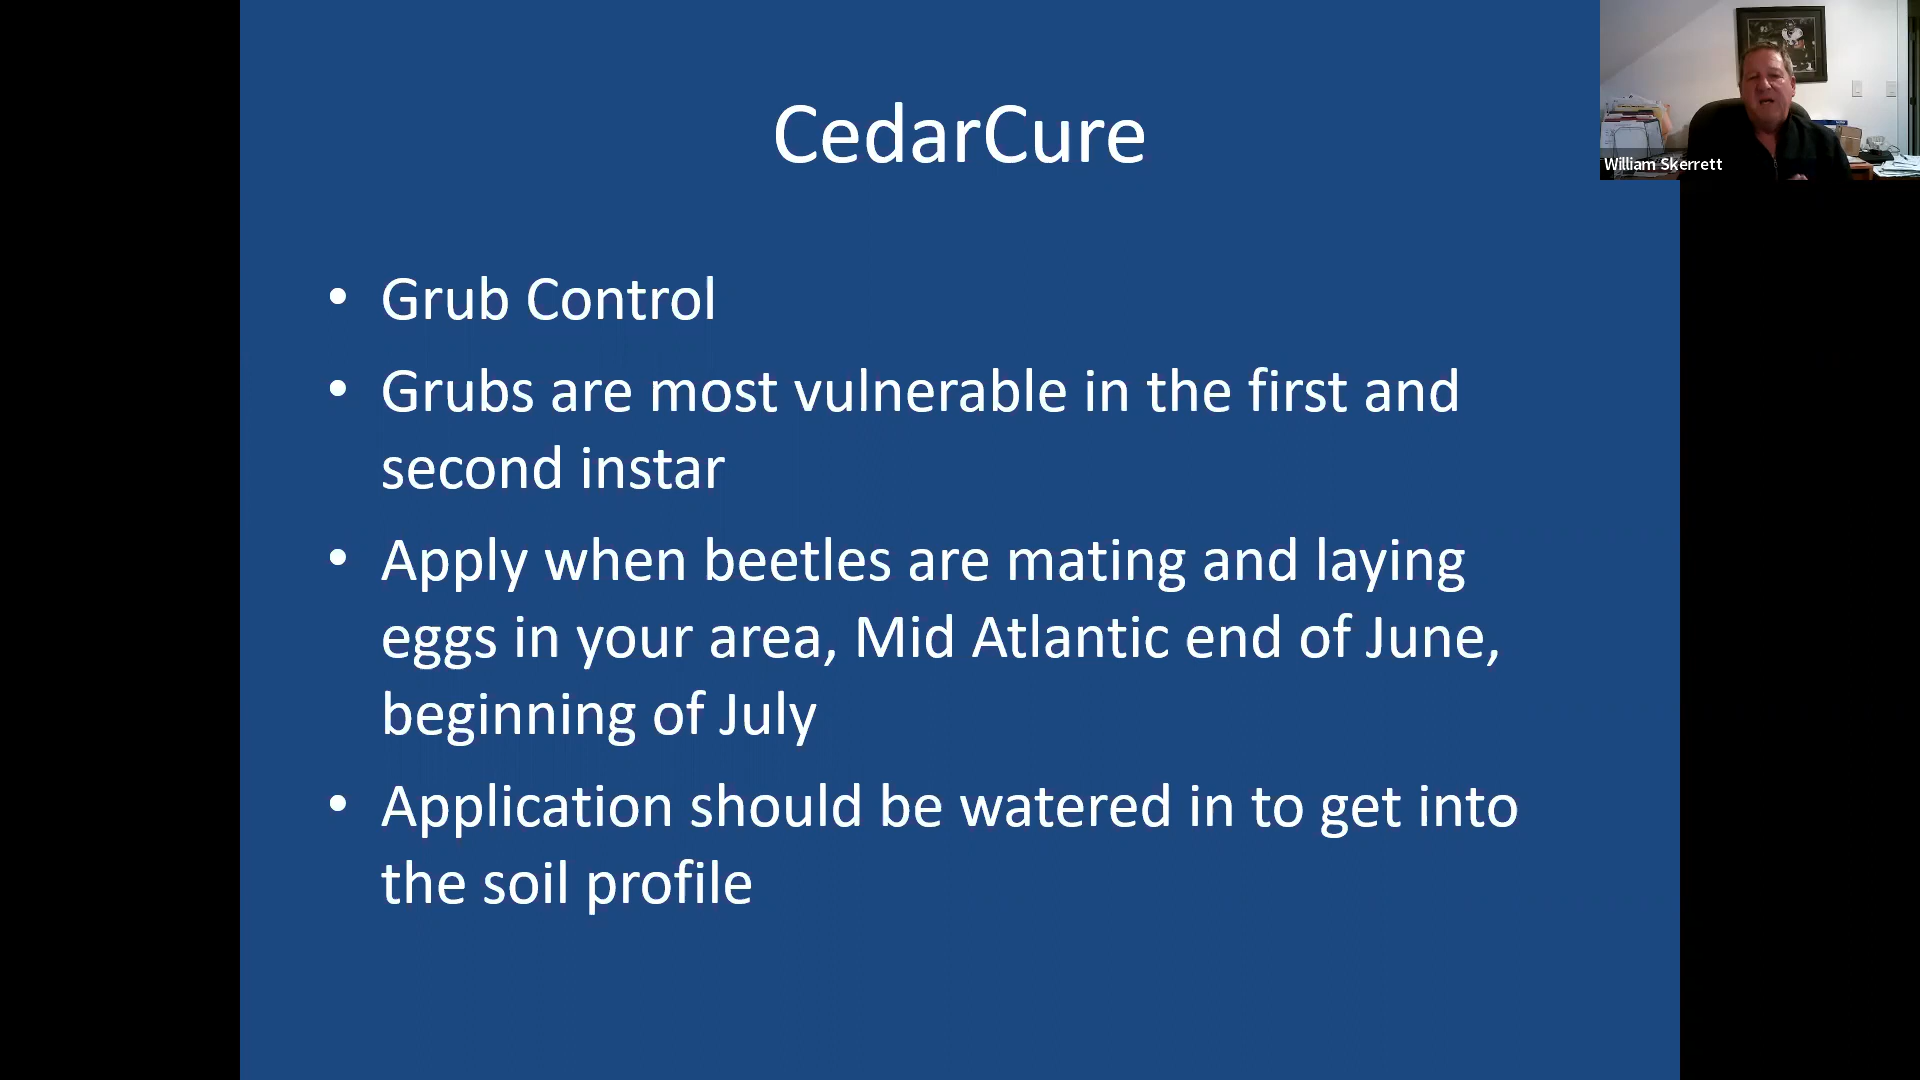 CedarCure
William Skerrett
• Grub Control
• Grubs are most vulnerable in the first and
second instar
• Apply when beetles are mating and laying
eggs in your area, Mid Atlantic end of June,
beginning of July
• Application should be watered in to get into
the soil profile